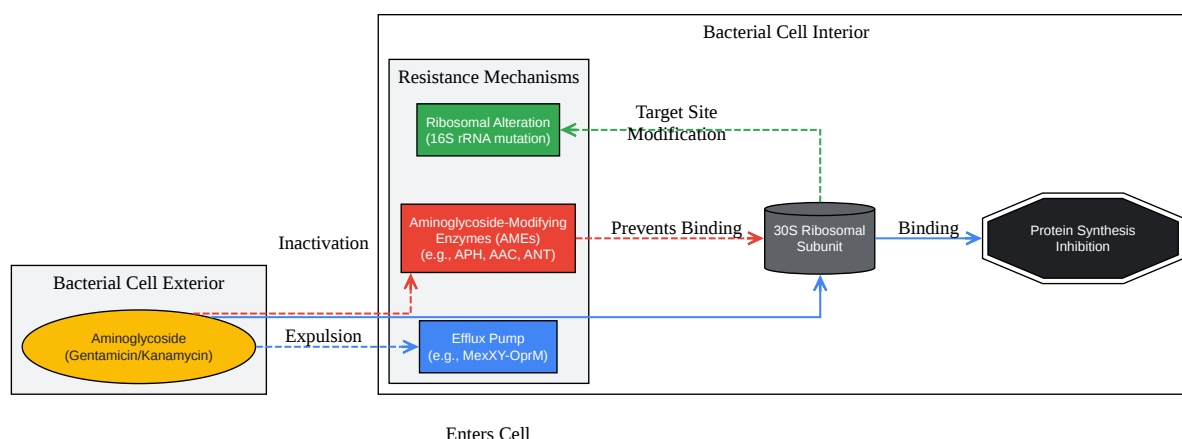 Bacterial Cell Interior
Resistance Mechanisms
Ribosomal Alteration
(16S rRNA mutation)
Target Site
Modification
Aminoglycoside-Modifying
Enzymes (AMEs)
(e.g., APH, AAC, ANT)
Prevents Binding
30S Ribosomal
Subunit
Binding
Protein Synthesis
Inhibition
Inactivation
Bacterial Cell Exterior
Aminoglycoside
(Gentamicin/Kanamycin)
Expulsion
Efflux Pump
(e.g., MexXY-OprM)
Enters Cell